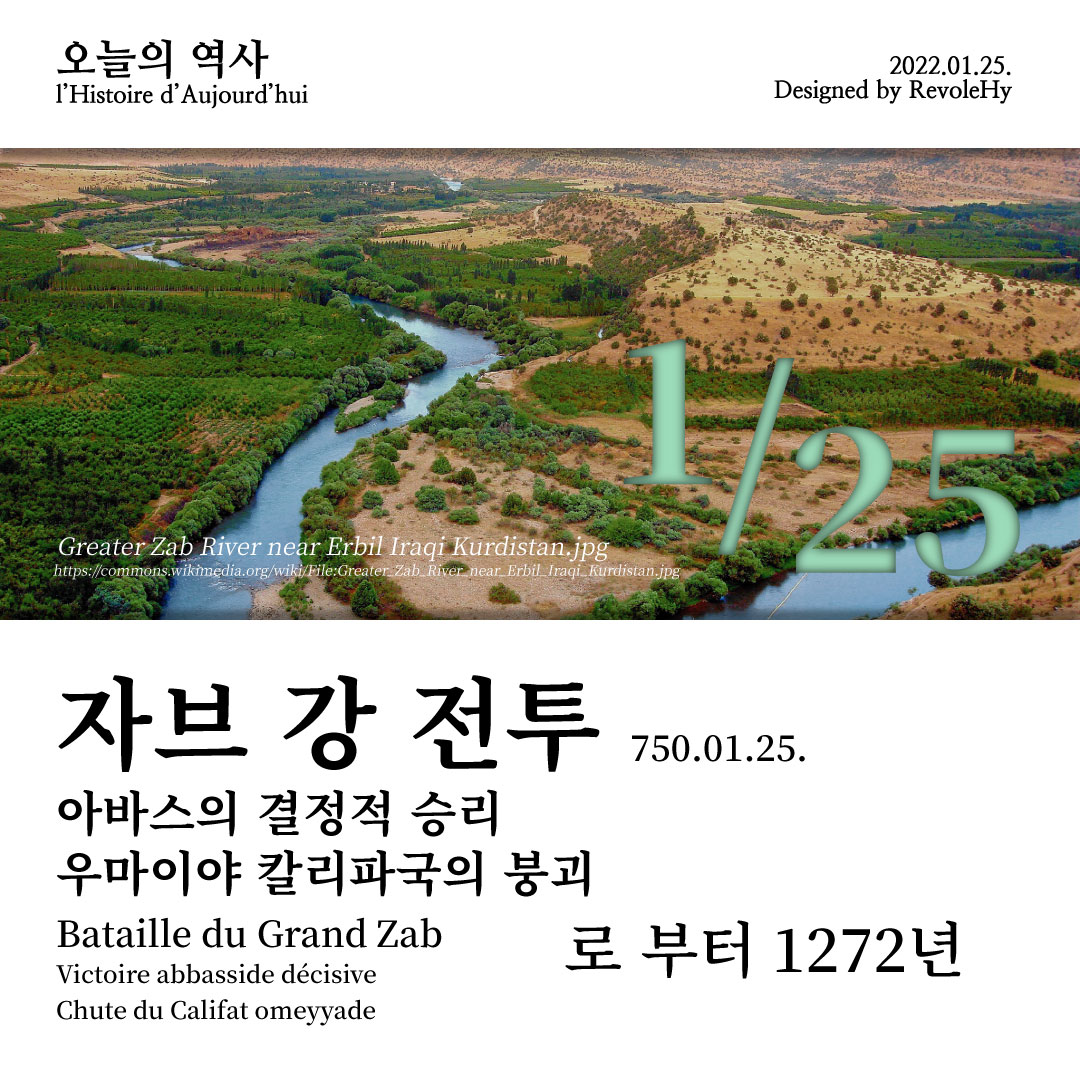 오늘의 역사
l’Histoire d’Aujourd’hui
2022.01.25.
Designed by RevoleHy
1/25
Greater Zab River near Erbil Iraqi Kurdistan.jpg
https://commons.wikimedia.org/wiki/File:Greater_Zab_River_near_Erbil_Iraqi_Kurdistan.jpg
자브 강 전투 750.01.25.
아바스의 결정적 승리
우마이야 칼리파국의 붕괴
Bataille du Grand Zab
Victoire abbasside décisive
Chute du Califat omeyyade
로 부터 1272년